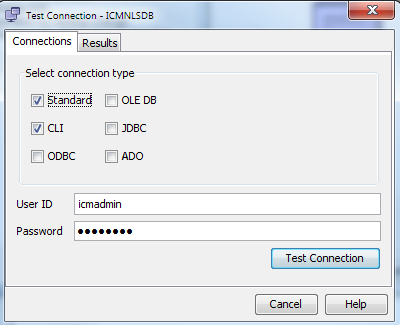 Test Connection - ICMNLSDB
Connections Results
Select connection type
Standard OLE DB
CLI JDBC
ODBC ADO
User ID icmadmin
Password ●●●●●●●●
Test Connection
Cancel Help